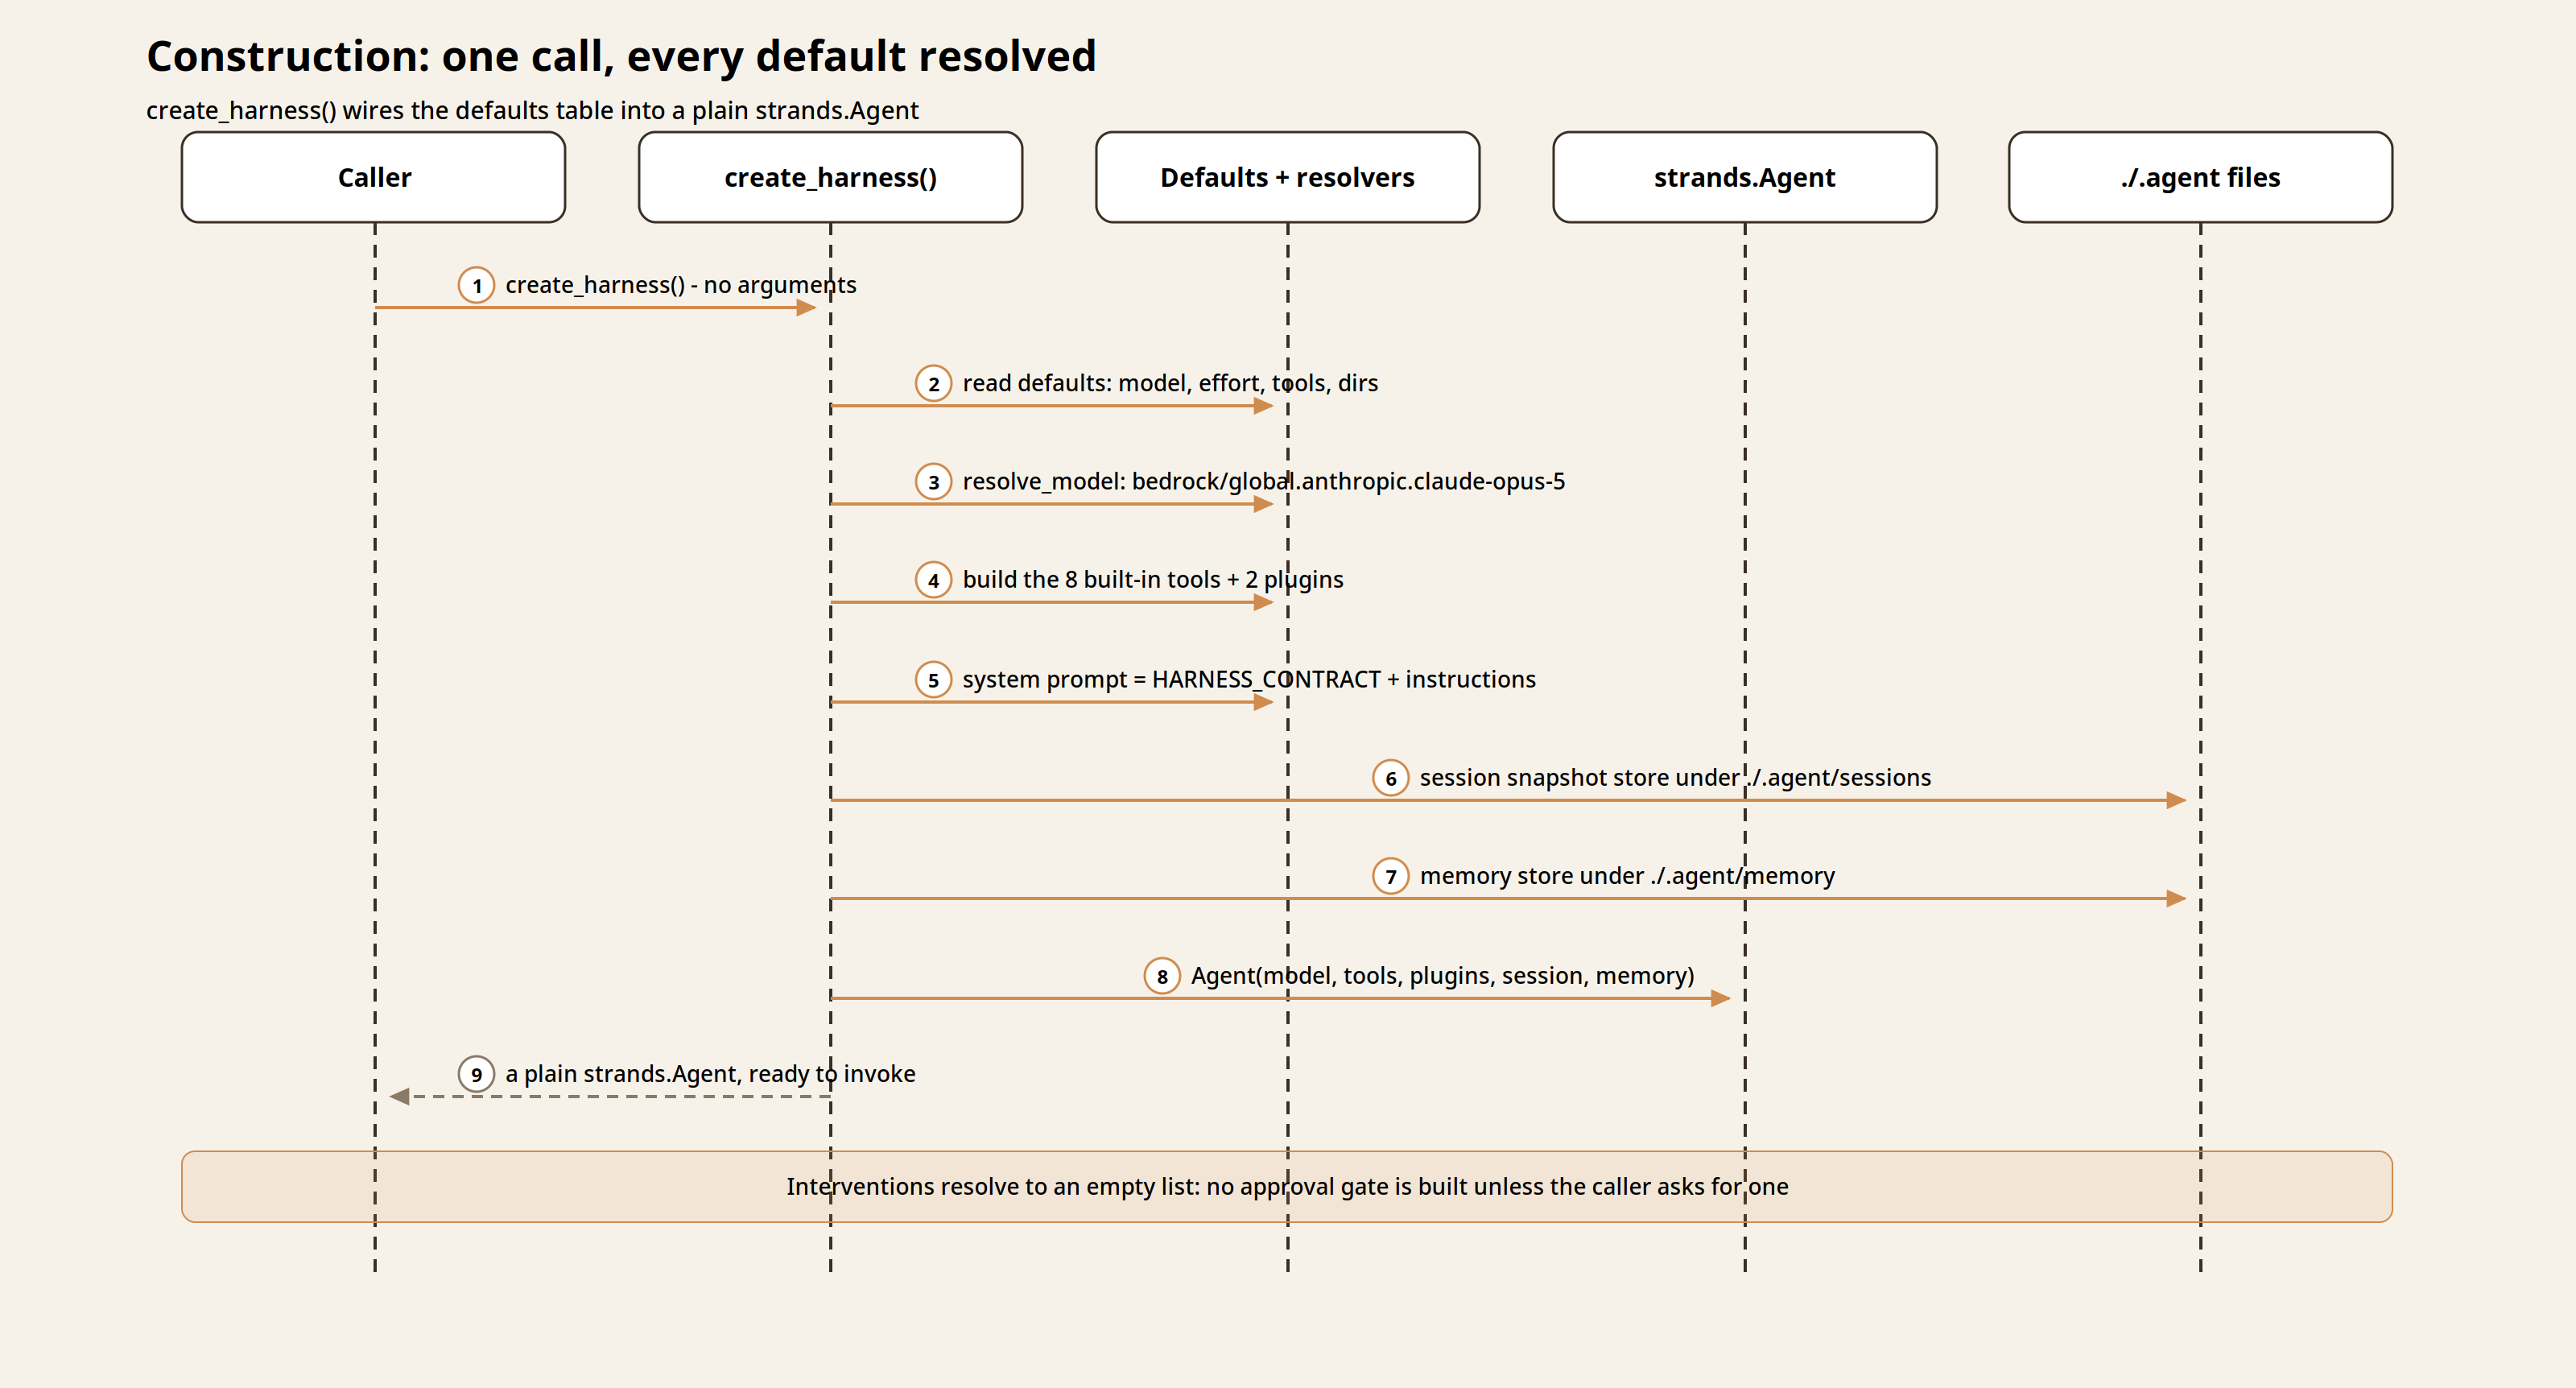 Construction: one call, every default resolved
create_harness() wires the defaults table into a plain strands.Agent
Caller
create_harness()
Defaults + resolvers
strands.Agent
./.agent files
1 create_harness() - no arguments
2 read defaults: model, effort, tools, dirs
3 resolve_model: bedrock/global.anthropic.claude-opus-5
4 build the 8 built-in tools + 2 plugins
5 system prompt = HARNESS_CONTRACT + instructions
6 session snapshot store under ./.agent/sessions
7 memory store under ./.agent/memory
8 Agent(model, tools, plugins, session, memory)
9 a plain strands.Agent, ready to invoke
Interventions resolve to an empty list: no approval gate is built unless the caller asks for one